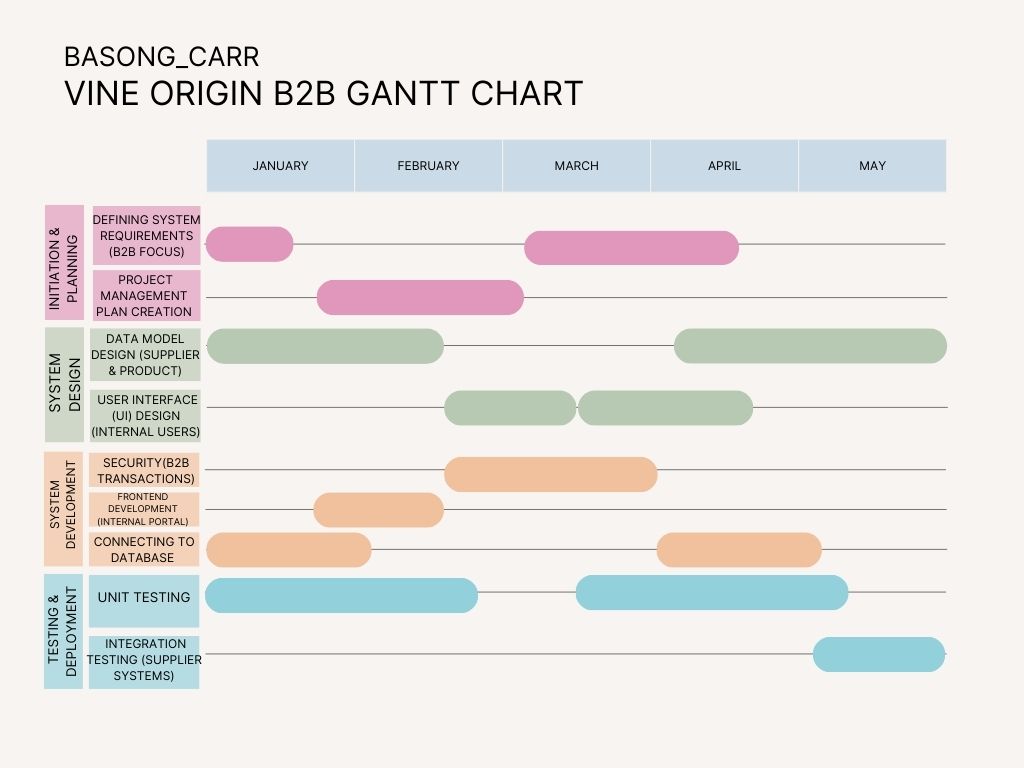 BASONG_CARR
VINE ORIGIN B2B GANTT CHART
JANUARY
FEBRUARY
MARCH
APRIL
MAY
INITIATION &
PLANNING
DEFINING SYSTEM
REQUIREMENTS
(B2B FOCUS)
PROJECT
MANAGEMENT
PLAN CREATION
SYSTEM
DESIGN
DATA MODEL
DESIGN (SUPPLIER
& PRODUCT)
USER INTERFACE
(UI) DESIGN
(INTERNAL USERS)
SYSTEM
DEVELOPMENT
SECURITY(B2B
TRANSACTIONS)
FRONTEND
DEVELOPMENT
(INTERNAL PORTAL)
CONNECTING TO
DATABASE
TESTING &
DEPLOYMENT
UNIT TESTING
INTEGRATION
TESTING (SUPPLIER
SYSTEMS)